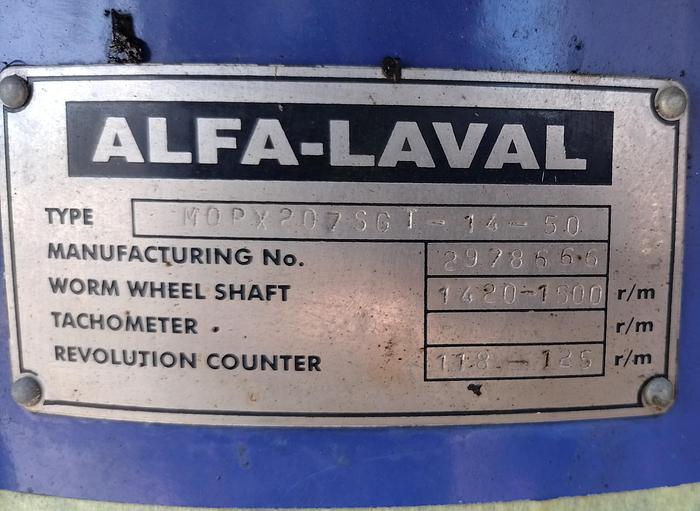 ALFA-LAVAL
TYPE MOPX207SGT-14-50
MANUFACTURING No. 2978666
WORM WHEEL SHAFT 1420-1500 r/m
TACHOMETER r/m
REVOLUTION COUNTER 118-125 r/m